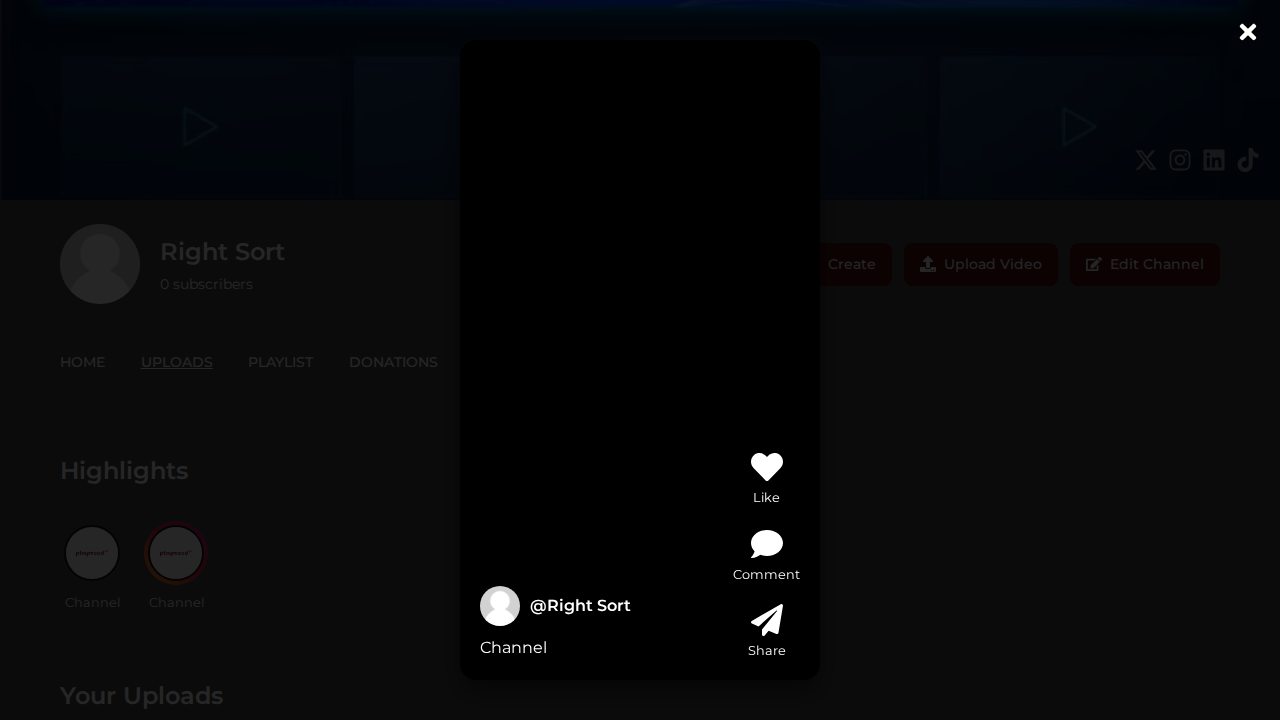 Right Sort
0 subscribers
Create
Upload Video
Edit Channel
HOME
UPLOADS
PLAYLIST
DONATIONS
Highlights
Channel
Channel
Your Uploads
Like
Comment
Share
@Right Sort
Channel